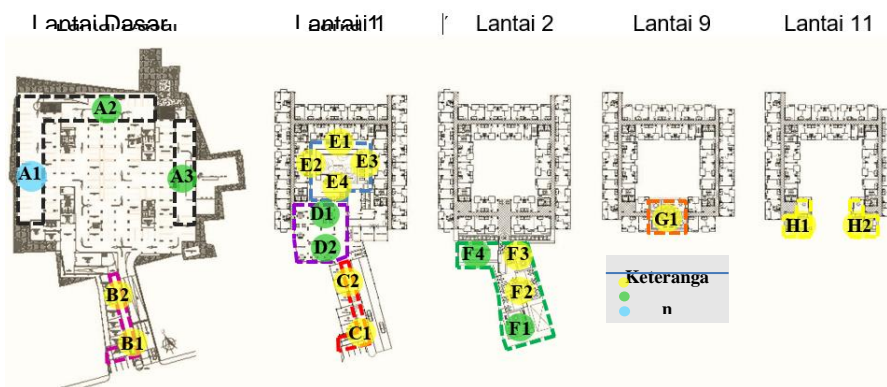 Lantai Dasar
Lantai 1
Lantai 2
Lantai 9
Lantai 11
A2
A1
A3
B2
B1
E1
E2
E3
E4
D1
D2
C2
C1
F4
F3
F2
F1
G1
H1
H2
Keteranga
n